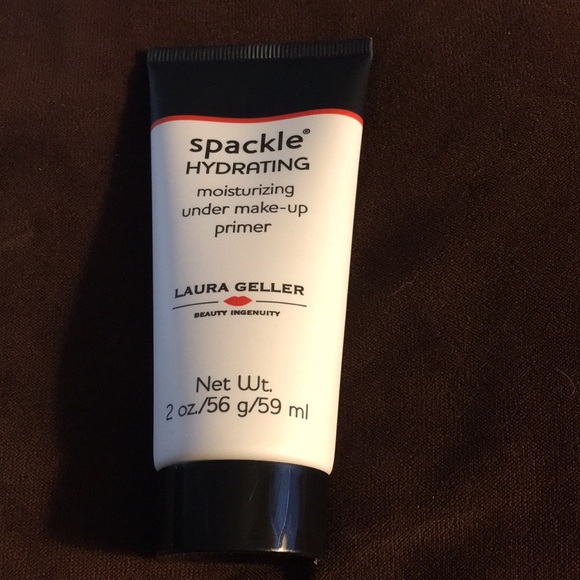 spackle®
HYDRATING
moisturizing
under make-up
primer
LAURA GELLER
BEAUTY INGENUITY
Net Wt.
2 oz./56 g/59 ml